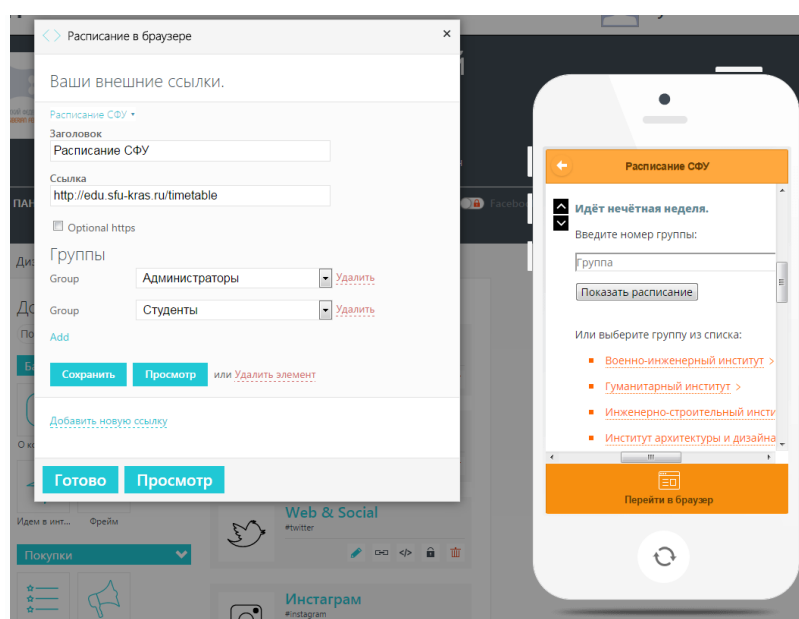 Расписание в браузере
×
Ваши внешние ссылки.
Расписание СФУ
Заголовок
Расписание СФУ
Ссылка
http://edu.sfu-kras.ru/timetable
Optional https
Группы
Group Администраторы Удалить
Group Студенты Удалить
Add
Сохранить Просмотр или Удалить элемент
Добавить новую ссылку
Готово Просмотр
Идем в инт... Фрейм
Покупки
Web & Social
#twitter
Инстаграм
#instagram
Расписание СФУ
Идёт нечётная неделя.
Введите номер группы:
Группа
Показать расписание
Или выберите группу из списка:
Военно-инженерный институт >
Гуманитарный институт >
Инженерно-строительный инсти
Институт архитектуры и дизайна
Перейти в браузер